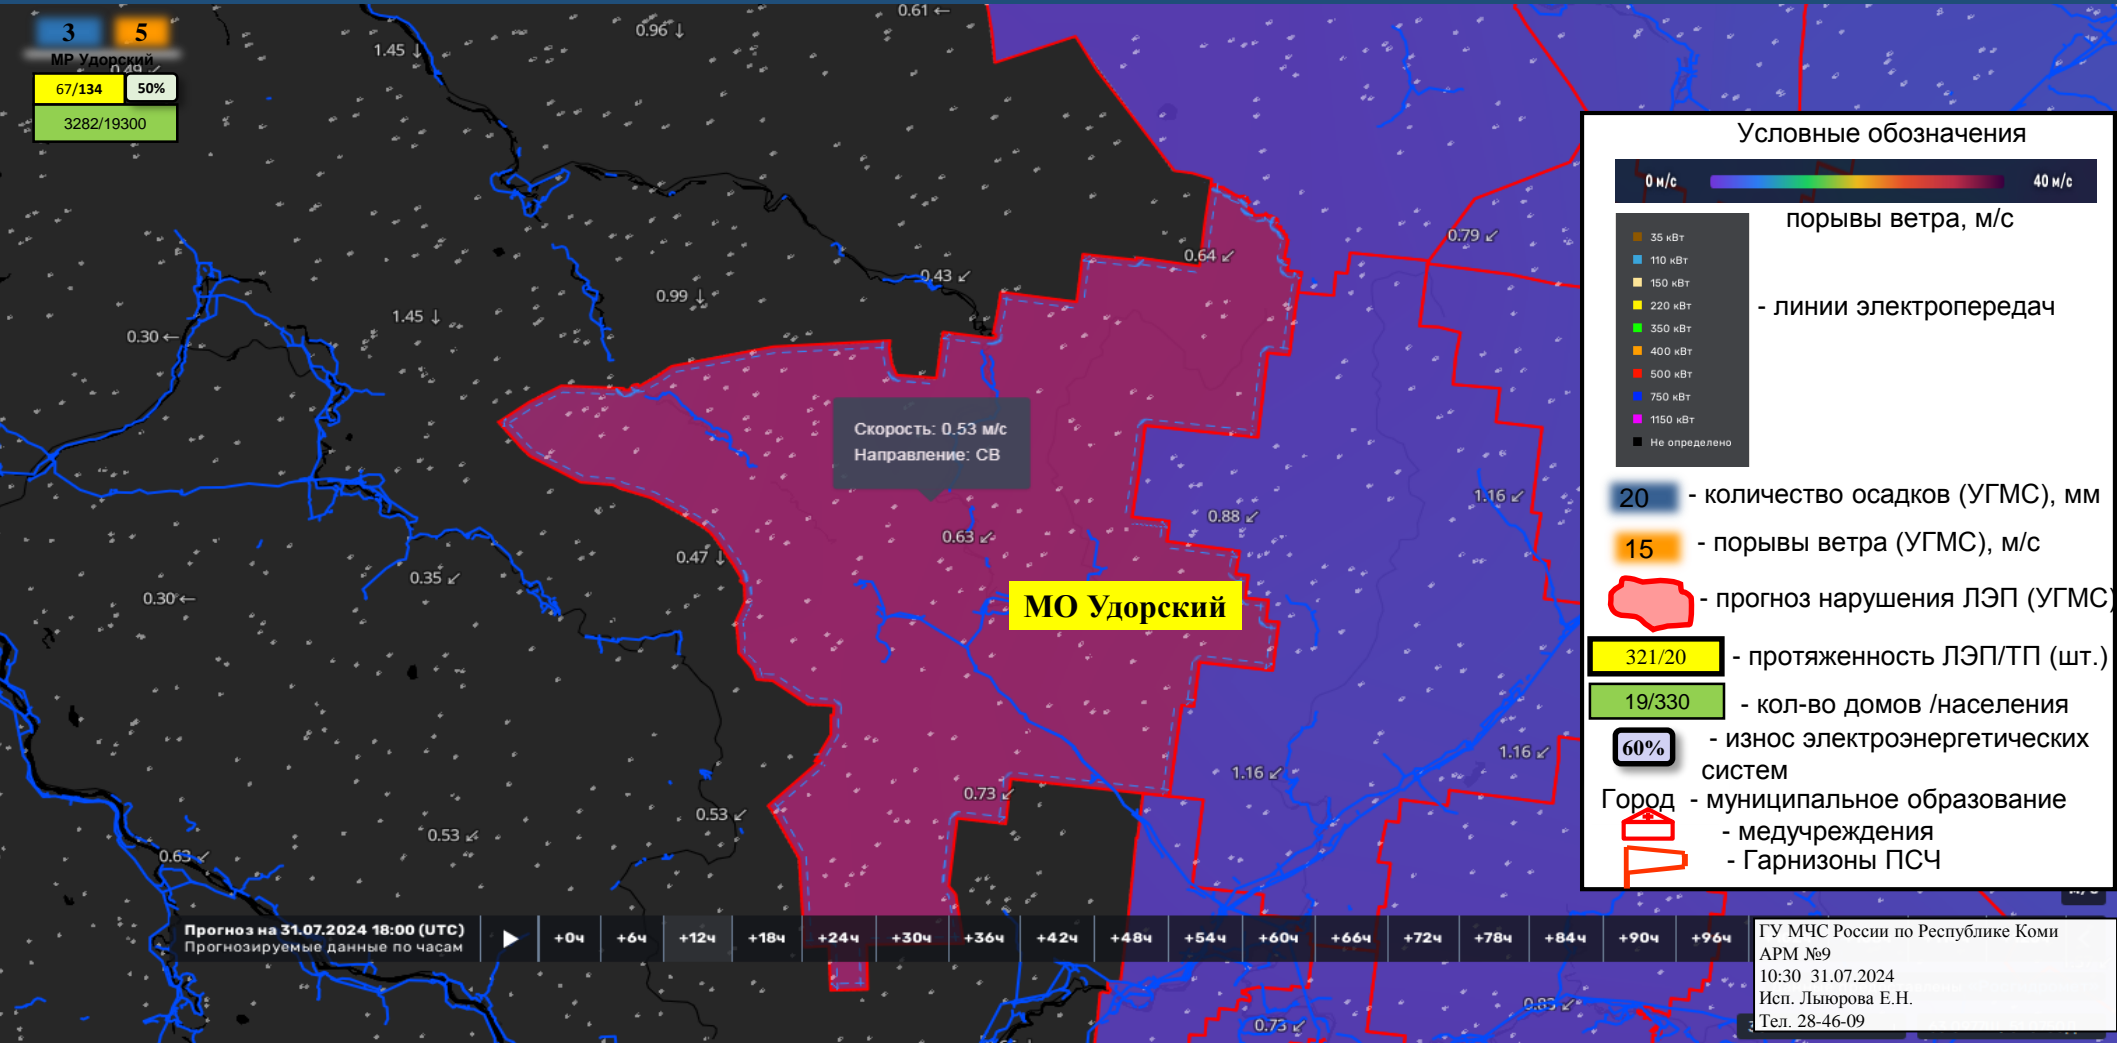 3 5
МР Удорский
0.49 ↙
67/134 50%
3282/19300
0.61 ←
0.96 ↓
1.45 ↓
0.79 ↙
0.64 ↙
0.43 ↙
0.99 ↓
1.45 ↓
0.30 ←
Скорость: 0.53 м/с
Направление: СВ
1.16 ↙
0.88 ↙
0.63 ↙
0.47 ↓
0.35 ↙
0.30 ←
МО Удорский
1.16 ↙
1.16 ↙
0.73 ↙
0.53 ↙
0.53 ↙
0.63 ↙
0.83 ↙
0.73 ↙
Условные обозначения
0 м/с 40 м/с
порывы ветра, м/с
35 кВт
110 кВт
150 кВт
220 кВт
350 кВт
400 кВт
500 кВт
750 кВт
1150 кВт
Не определено
- линии электропередач
20 - количество осадков (УГМС), мм
15 - порывы ветра (УГМС), м/с
- прогноз нарушения ЛЭП (УГМС)
321/20 - протяженность ЛЭП/ТП (шт.)
19/330 - кол-во домов /населения
60% - износ электроэнергетических
систем
Город - муниципальное образование
- медучреждения
- Гарнизоны ПСЧ
Прогноз на 31.07.2024 18:00 (UTC)
Прогнозируемые данные по часам
+0ч +6ч +12ч +18ч +24ч +30ч +36ч +42ч +48ч +54ч +60ч +66ч +72ч +78ч +84ч +90ч +96ч
ГУ МЧС России по Республике Коми
АРМ №9
10:30 31.07.2024
Исп. Лыюрова Е.Н.
Тел. 28-46-09